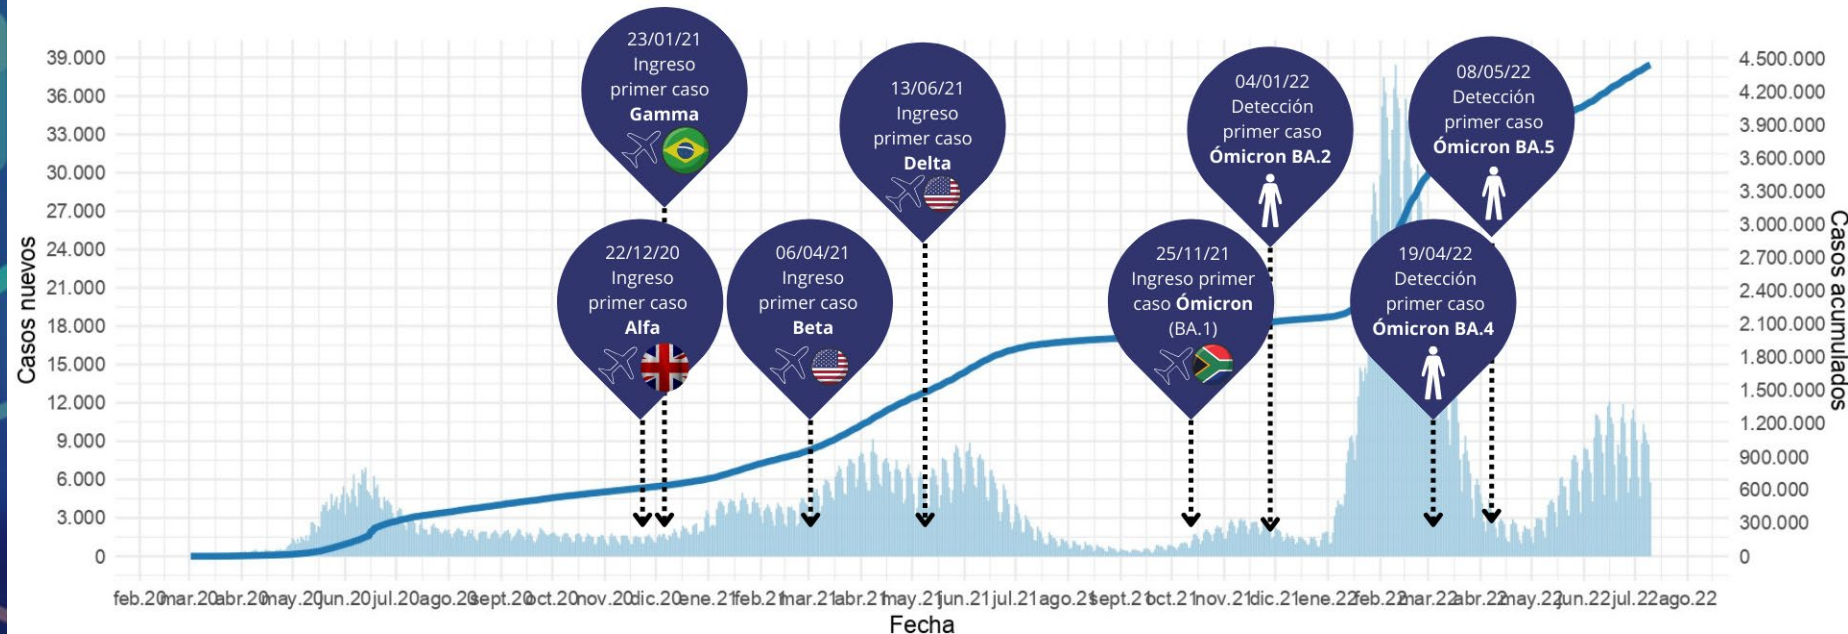 23/01/21
Ingreso
primer caso
Gamma
13/06/21
Ingreso
primer caso
Delta
04/01/22
Detección
primer caso
Ómicron BA.2
08/05/22
Detección
primer caso
Ómicron BA.5
22/12/20
Ingreso
primer caso
Alfa
06/04/21
Ingreso
primer caso
Beta
25/11/21
Ingreso primer
caso Ómicron
(BA.1)
19/04/22
Detección
primer caso
Ómicron BA.4
Casos nuevos
39.000
36.000
33.000
30.000
27.000
24.000
21.000
18.000
15.000
12.000
9.000
6.000
3.000
0
4.500.000
4.200.000
3.900.000
3.600.000
3.300.000
3.000.000
2.700.000
2.400.000
2.100.000
1.800.000
1.500.000
1.200.000
900.000
600.000
300.000
0
Casos acumulados
feb.20 mar.20 abr.20 may.20 jun.20 jul.20 ago.20 sept.20 oct.20 nov.20 dic.20 ene.21 feb.21 mar.21 abr.21 may.21 jun.21 jul.21 ago.21 sept.21 oct.21 nov.21 dic.21 ene.22 feb.22 mar.22 abr.22 may.22 jun.22 jul.22 ago.22
Fecha